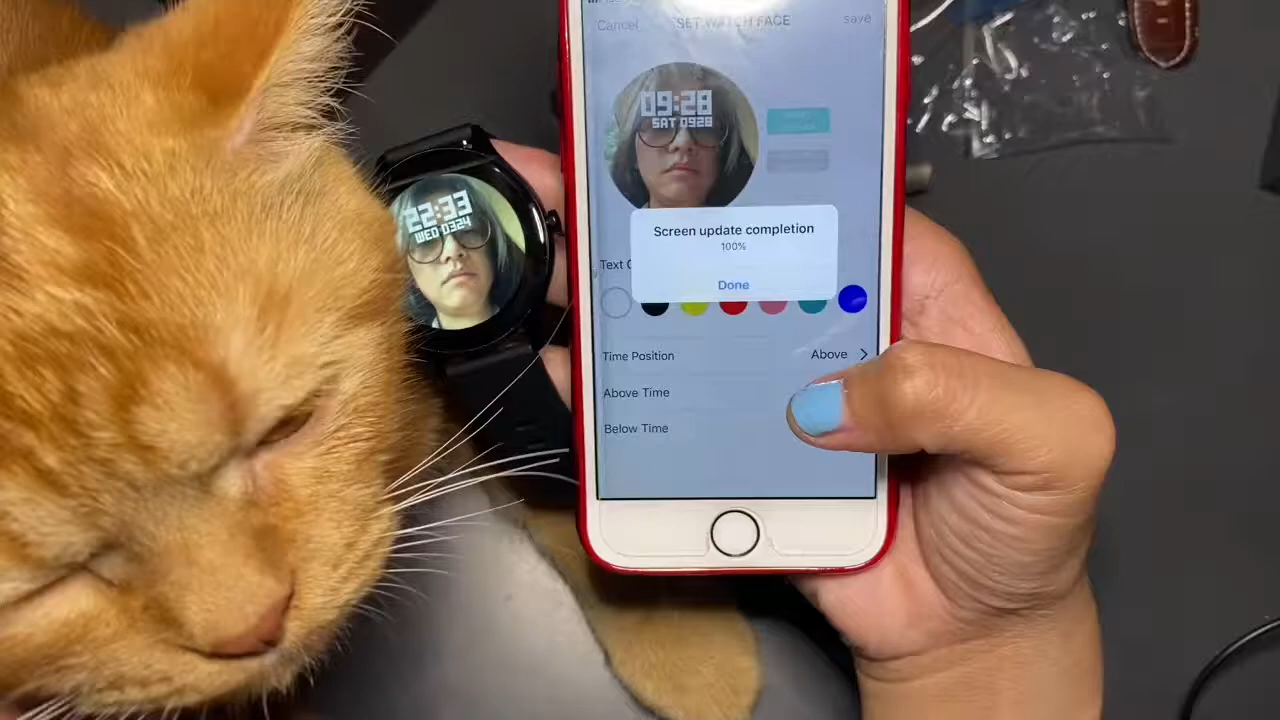 Cancel
SET WATCH FACE
save
09:28
SAT 0928
22:33
WED 0324
Screen update completion
100%
Done
Text
Time Position
Above >
Above Time
Below Time